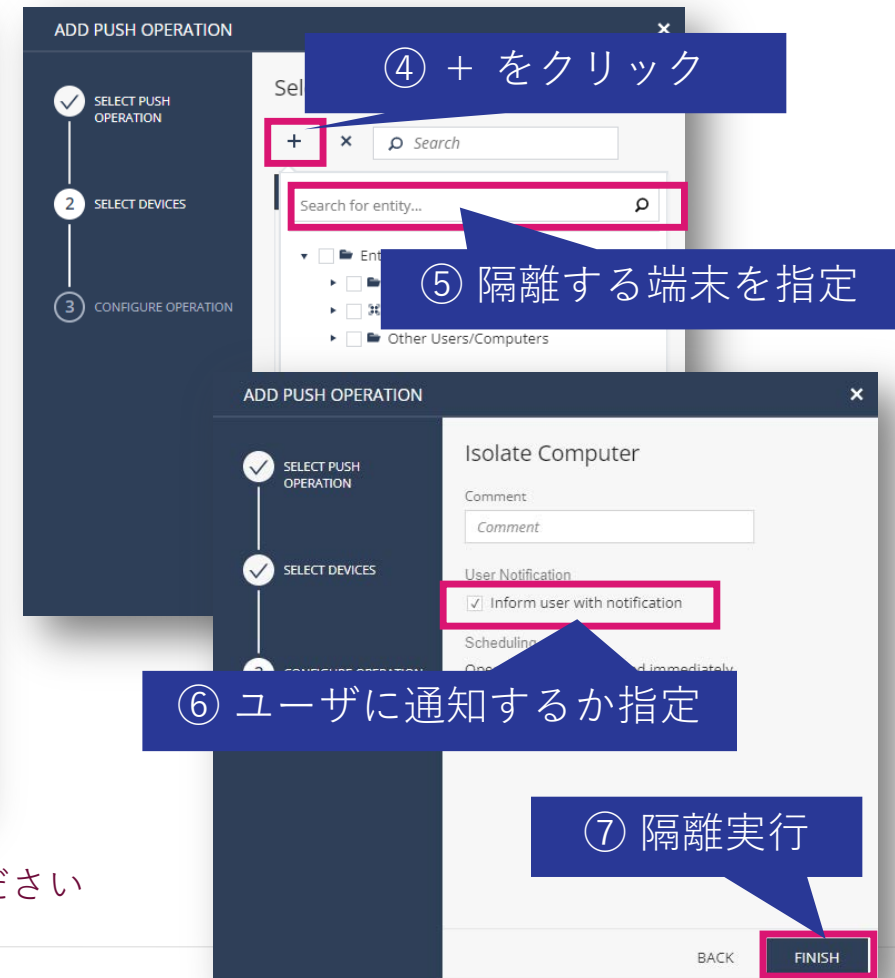 ADD PUSH OPERATION
④ + をクリック
SELECT PUSH
OPERATION
Search
2 SELECT DEVICES
Search for entity...
⑤ 隔離する端末を指定
3 CONFIGURE OPERATION
Other Users/Computers
ADD PUSH OPERATION
SELECT PUSH
OPERATION
Isolate Computer
Comment
Comment
SELECT DEVICES
User Notification
Inform user with notification
Scheduling
immediately
⑥ ユーザに通知するか指定
⑦ 隔離実行
ださい
BACK
FINISH